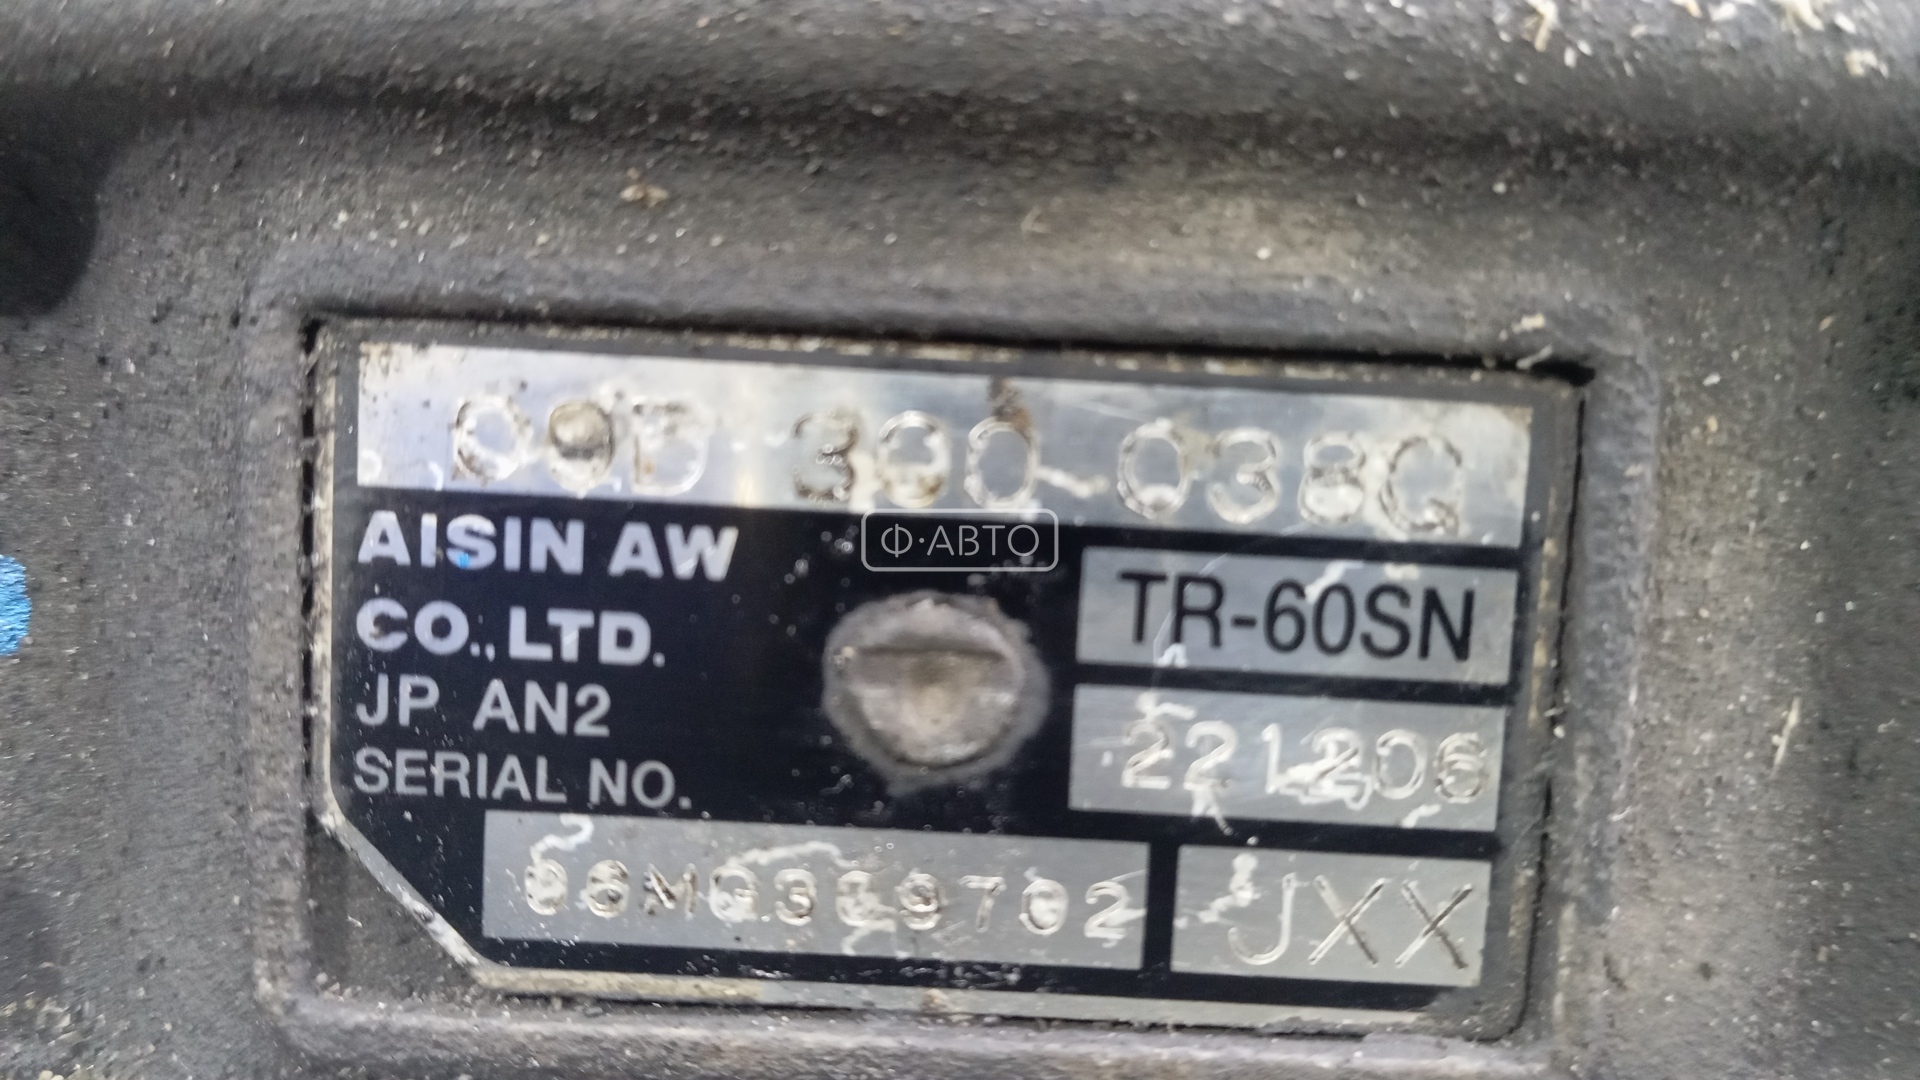 09D 300 038Q
AISIN AW
CO., LTD.
JP AN2
SERIAL NO.
TR-60SN
221206
JXX
Ф·АВТО